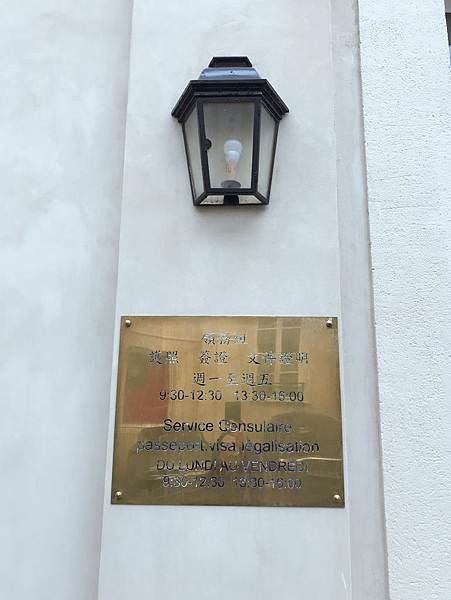 領務組
護照 簽證 文件證明
週一至週五
9:30-12:30 13:30-16:00
Service Consulaire
passeport, visa, légalisation
DU LUNDI AU VENDREDI
9:30-12:30 13:30-16:00